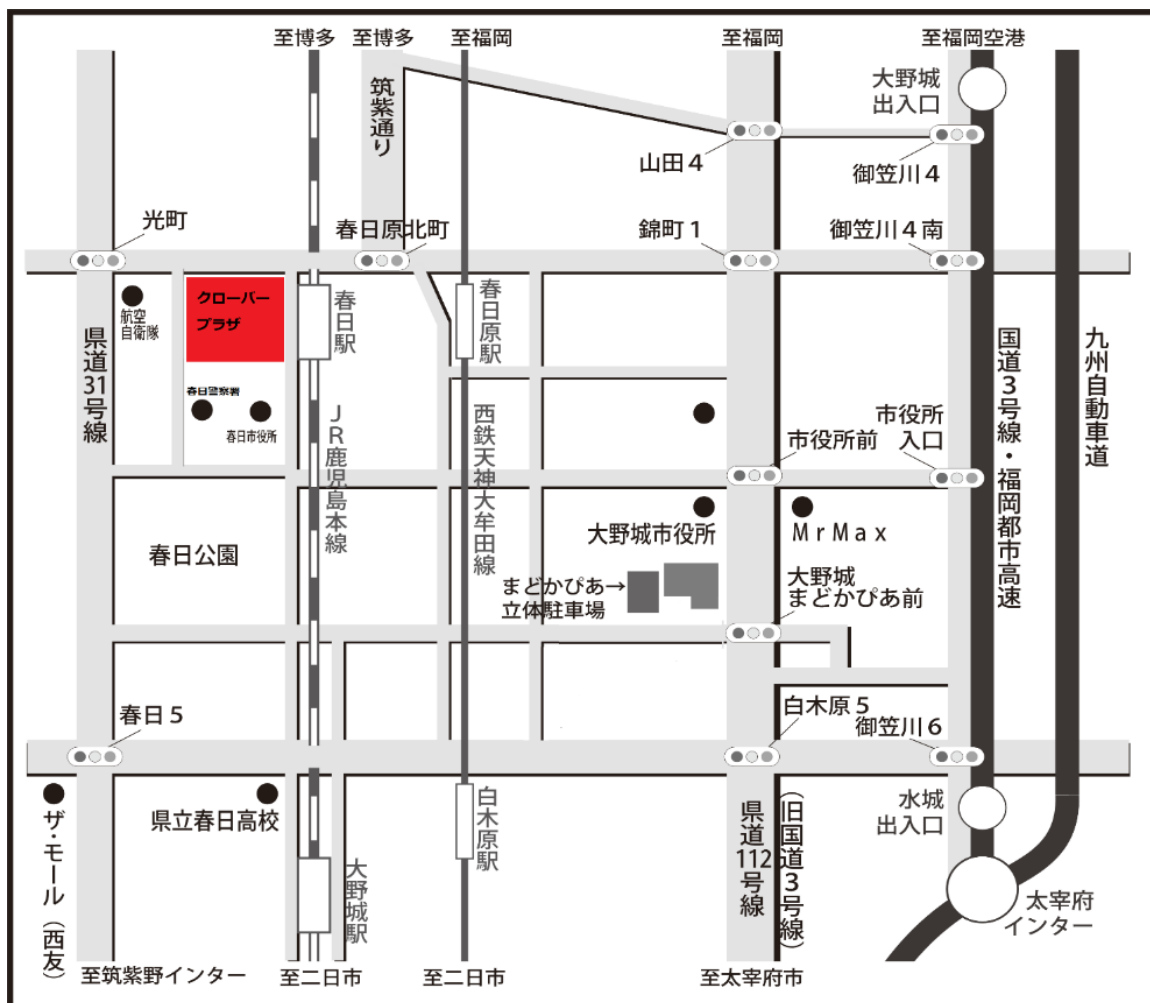 至博多
至博多
至福岡
至福岡
至福岡空港
大野城
出入口
筑紫通り
山田4
御笠川4
光町
春日原北町
錦町1
御笠川4南
クローバー
プラザ
航空
自衛隊
春日駅
春日原駅
県道31号線
国道3号線・福岡都市高速
九州自動車道
春日警察署
春日市役所
JR鹿児島本線
西鉄天神大牟田線
市役所前
市役所
入口
大野城市役所
MrMax
春日公園
まどかぴあ→
立体駐車場
大野城
まどかぴあ前
春日5
白木原5
御笠川6
ザ・モール(西友)
県立春日高校
白木原駅
県道112号線
(旧国道3号線)
水城
出入口
大野城駅
太宰府
インター
至筑紫野インター
至二日市
至二日市
至太宰府市